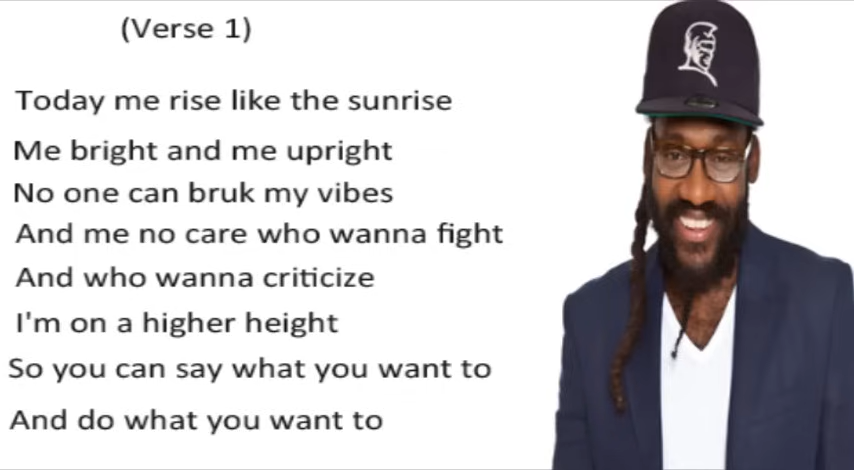 (Verse 1)
Today me rise like the sunrise
Me bright and me upright
No one can bruk my vibes
And me no care who wanna fight
And who wanna criticize
I'm on a higher height
So you can say what you want to
And do what you want to